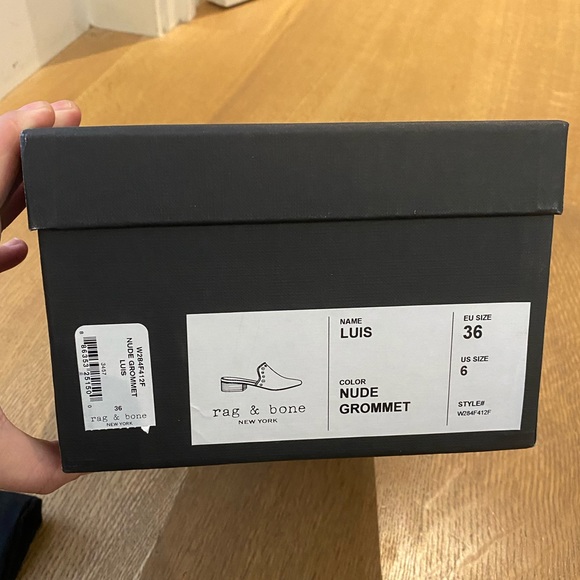 W284F412F
NUDE GROMMET
LUIS
3457
36
rag & bone
NEW YORK
rag & bone
NEW YORK
NAME
LUIS
COLOR
NUDE
GROMMET
EU SIZE
36
US SIZE
6
STYLE#
W284F412F